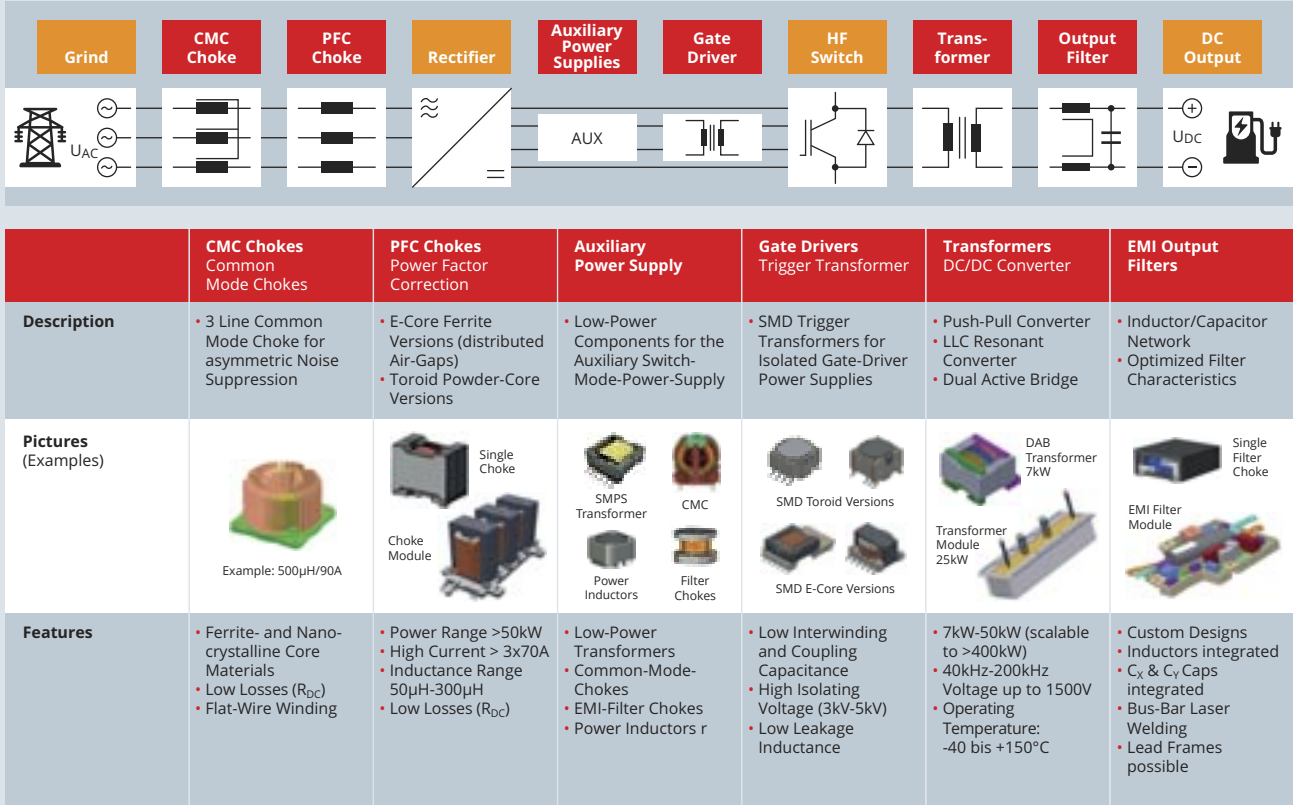 Grind
CMC
Choke
PFC
Choke
Rectifier
Auxiliary
Power
Supplies
Gate
Driver
HF
Switch
Trans-
former
Output
Filter
DC
Output
UAC
AUX
UDC
CMC Chokes
Common
Mode Chokes
PFC Chokes
Power Factor
Correction
Auxiliary
Power Supply
Gate Drivers
Trigger Transformer
Transformers
DC/DC Converter
EMI Output
Filters
Description
• 3 Line Common
Mode Choke for
asymmetric Noise
Suppression
• E-Core Ferrite
Versions (distributed
Air-Gaps)
• Toroid Powder-Core
Versions
• Low-Power
Components for the
Auxiliary Switch-
Mode-Power-Supply
• SMD Trigger
Transformers for
Isolated Gate-Driver
Power Supplies
• Push-Pull Converter
• LLC Resonant
Converter
• Dual Active Bridge
• Inductor/Capacitor
Network
• Optimized Filter
Characteristics
Pictures
(Examples)
Example: 500µH/90A
Single
Choke
Choke
Module
SMPS
Transformer
CMC
Power
Inductors
Filter
Chokes
SMD Toroid Versions
SMD E-Core Versions
DAB
Transformer
7kW
Transformer
Module
25kW
Single
Filter
Choke
EMI Filter
Module
Features
• Ferrite- and Nano-
crystalline Core
Materials
• Low Losses (RDC)
• Flat-Wire Winding
• Power Range >50kW
• High Current > 3x70A
• Inductance Range
50µH-300µH
• Low Losses (RDC)
• Low-Power
Transformers
• Common-Mode-
Chokes
• EMI-Filter Chokes
• Power Inductors r
• Low Interwinding
and Coupling
Capacitance
• High Isolating
Voltage (3kV-5kV)
• Low Leakage
Inductance
• 7kW-50kW (scalable
to >400kW)
• 40kHz-200kHz
Voltage up to 1500V
• Operating
Temperature:
-40 bis +150°C
• Custom Designs
• Inductors integrated
• CX & CY Caps
integrated
• Bus-Bar Laser
Welding
• Lead Frames
possible